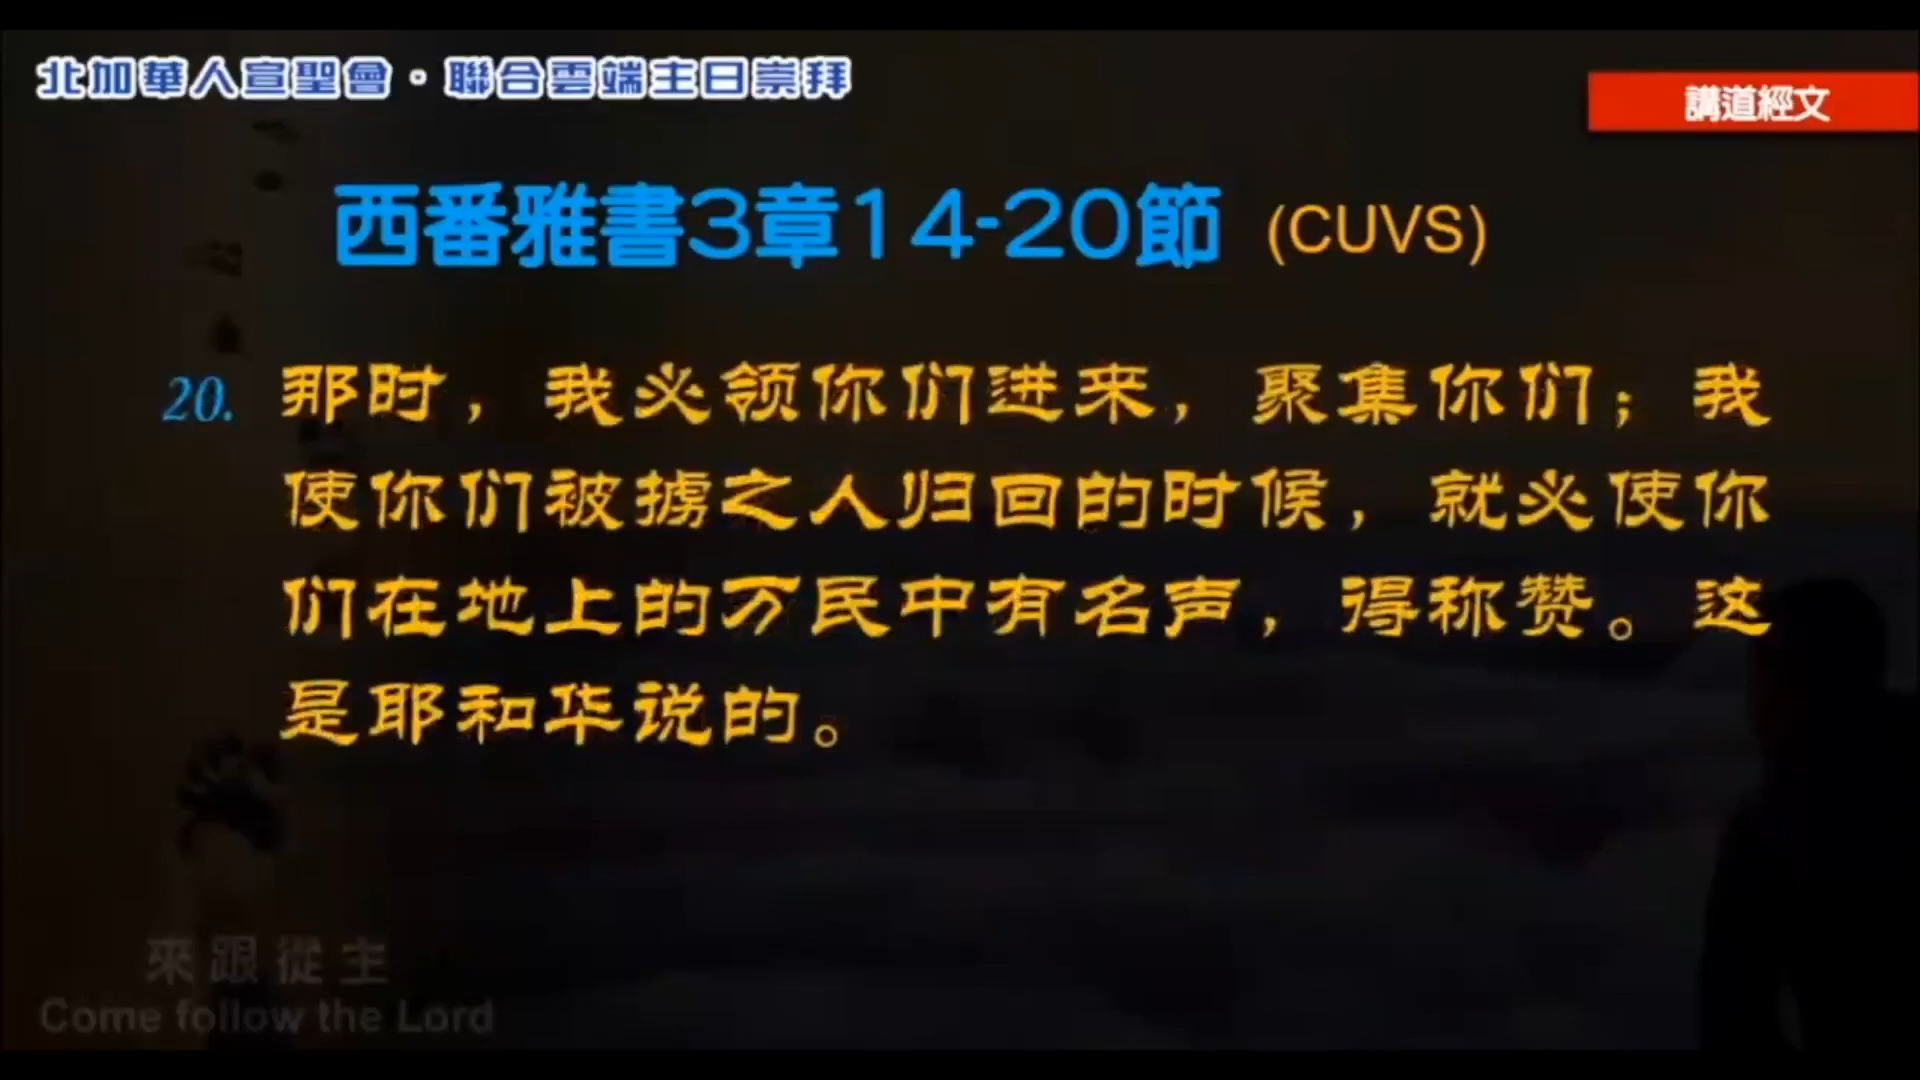 北加華人宣聖會·聯合雲端主日崇拜
講道經文
西番雅書3章14-20節 (CUVS)
20. 那时，我必领你们进来，聚集你们；我
使你们被掳之人归回的时候，就必使你
们在地上的万民中有名声，得称赞。这
是耶和华说的。
來跟從主
Come follow the Lord